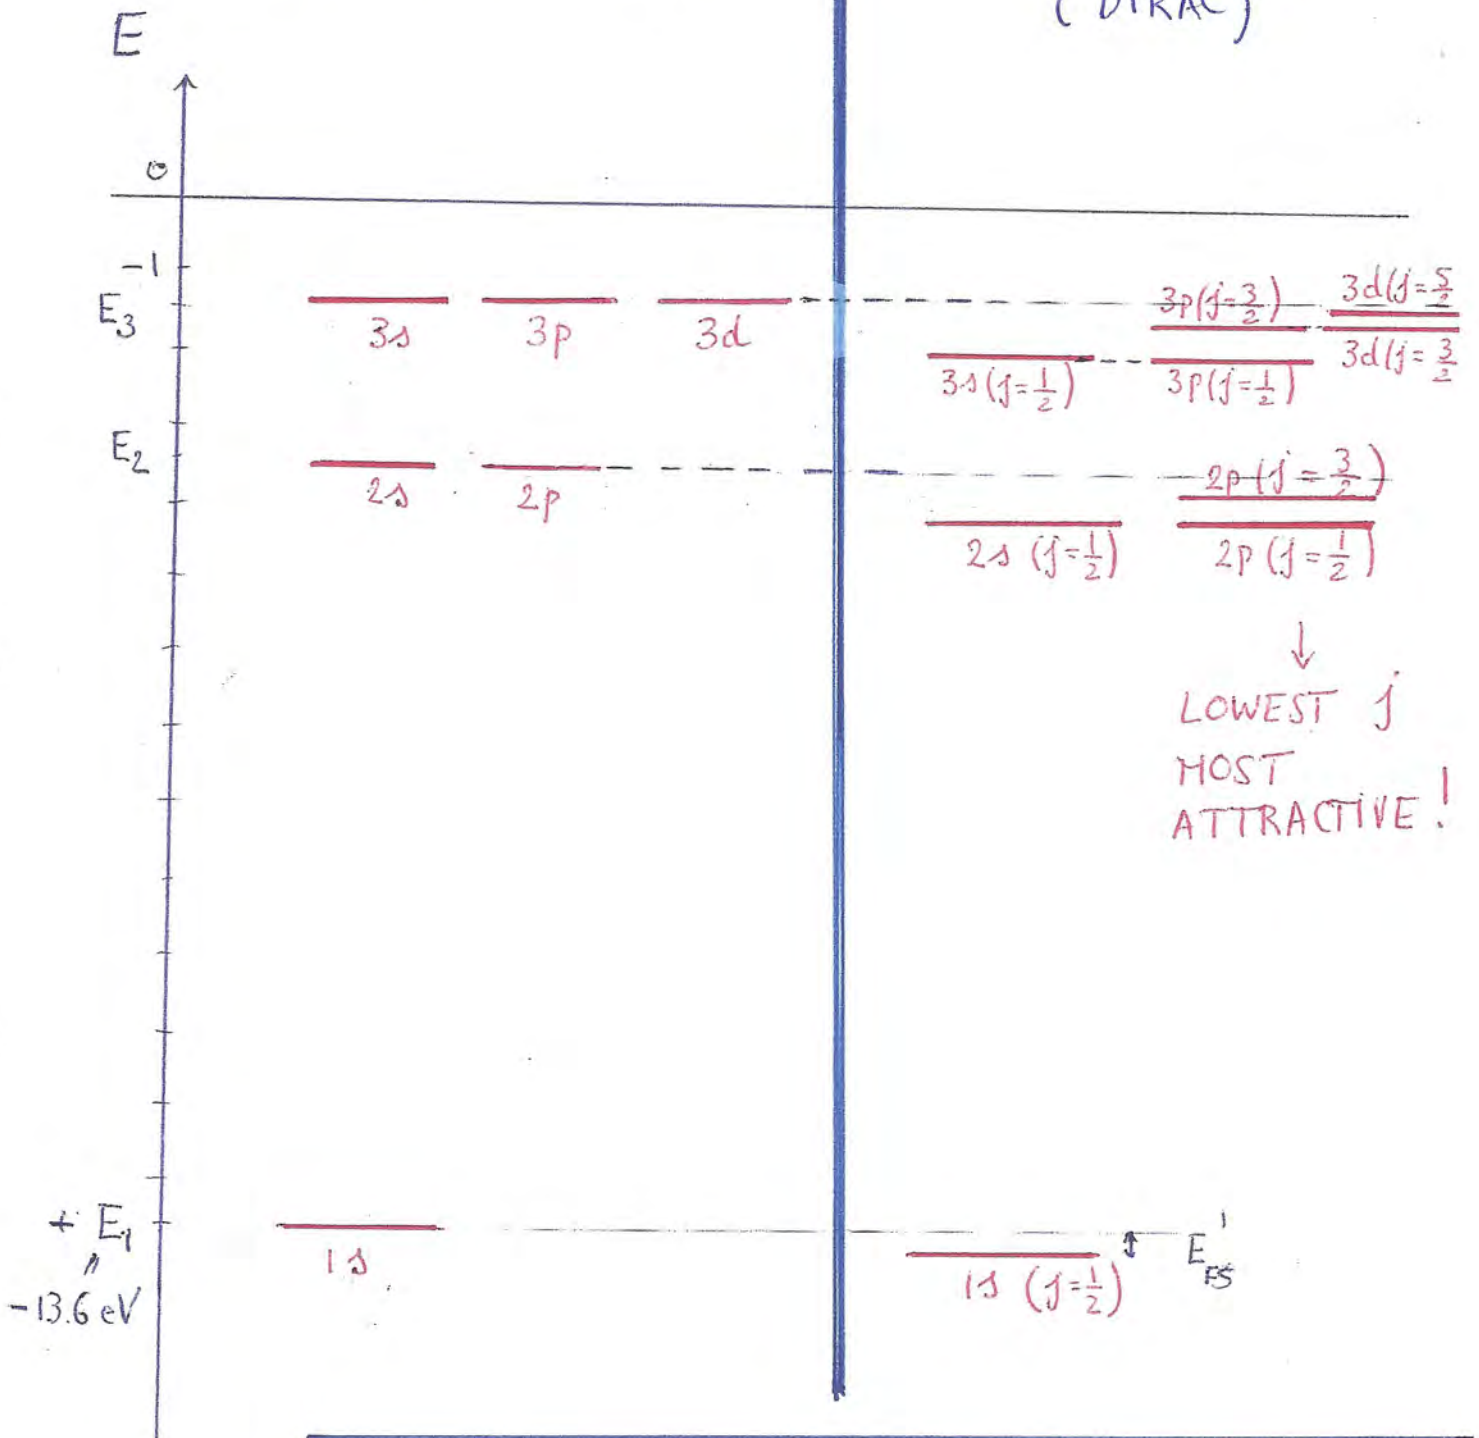 (DIRAC)
E
0
-1
E₃
3s 3p 3d
3p(j=3/2) 3d(j=5/2
3s(j=1/2) 3p(j=1/2) 3d(j=3/2
E₂
2s 2p
2p(j=3/2)
2s (j=1/2) 2p (j=1/2)
↓
LOWEST j
MOST
ATTRACTIVE!
+ E₁
1s
E¹FS
1s (j=1/2)
"
-13.6 eV